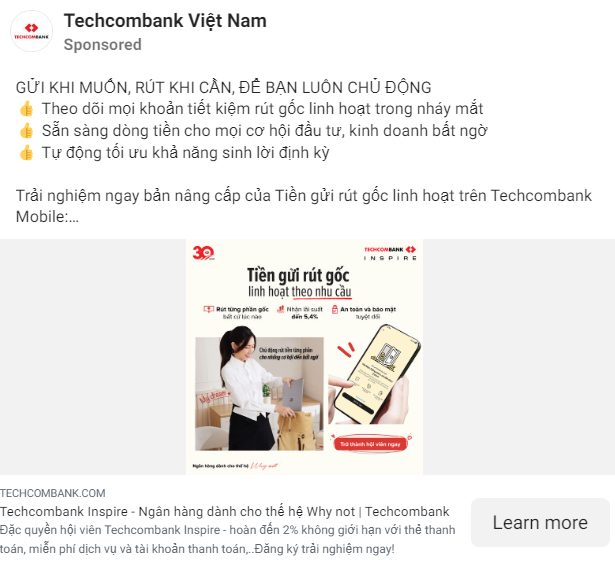 Techcombank Việt Nam
Sponsored
TECHCOMBANK
GỬI KHI MUỐN, RÚT KHI CẦN, ĐỂ BẠN LUÔN CHỦ ĐỘNG
👍 Theo dõi mọi khoản tiết kiệm rút gốc linh hoạt trong nháy mắt
👍 Sẵn sàng dòng tiền cho mọi cơ hội đầu tư, kinh doanh bất ngờ
👍 Tự động tối ưu khả năng sinh lời định kỳ
Trải nghiệm ngay bản nâng cấp của Tiền gửi rút gốc linh hoạt trên Techcombank
Mobile:...
30
TECHCOMBANK
INSPIRE
Tiền gửi rút gốc
linh hoạt theo nhu cầu
Rút từng phần gốc
bất cứ lúc nào
Nhận lãi suất
đến 5,4%
An toàn và bảo mật
tuyệt đối
Chủ động rút tiền từng phần
cho những cơ hội đến bất ngờ
Trở thành hội viên ngay
Ngân hàng dành cho thế hệ Why not
TECHCOMBANK.COM
Techcombank Inspire - Ngân hàng dành cho thế hệ Why not | Techcombank
Đặc quyền hội viên Techcombank Inspire - hoàn đến 2% không giới hạn với thẻ thanh
toán, miễn phí dịch vụ và tài khoản thanh toán,..Đăng ký trải nghiệm ngay!
Learn more